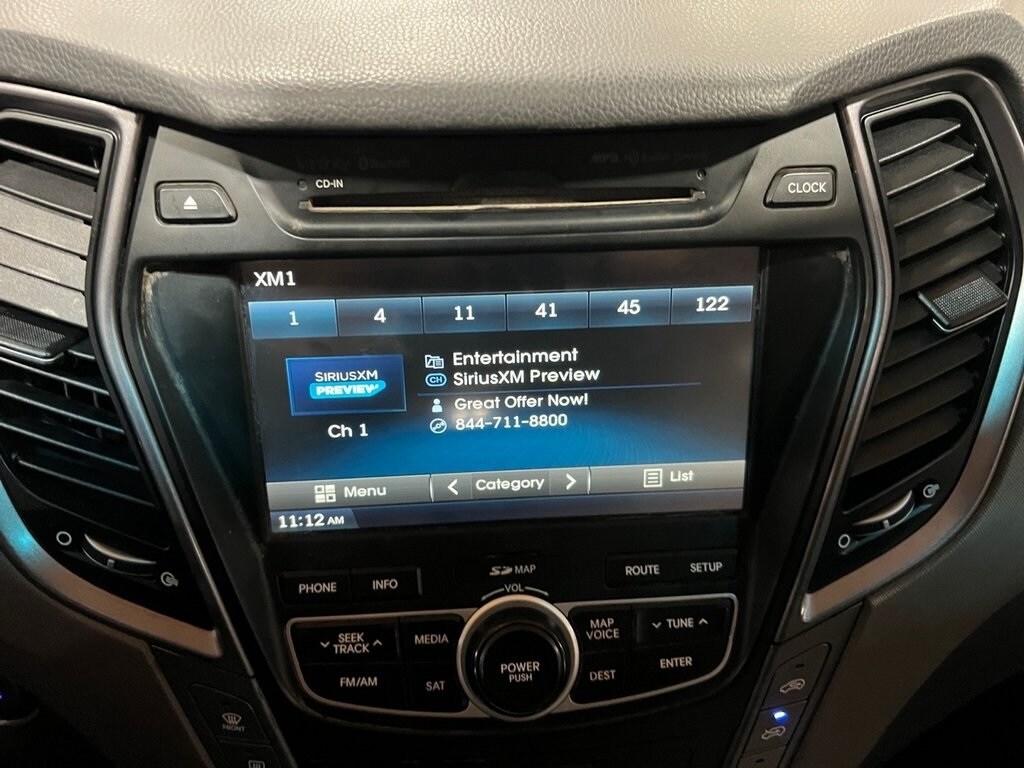 CD-IN
CLOCK
XM1
1 4 11 41 45 122
SIRIUSXM
PREVIEW
Ch 1
Entertainment
CH SiriusXM Preview
Great Offer Now!
844-711-8800
Menu < Category > List
11:12 AM
PHONE INFO
SD MAP
ROUTE SETUP
VOL
SEEK
TRACK
MEDIA
FM/AM
SAT
POWER
PUSH
MAP
VOICE
TUNE
DEST
ENTER
FRONT